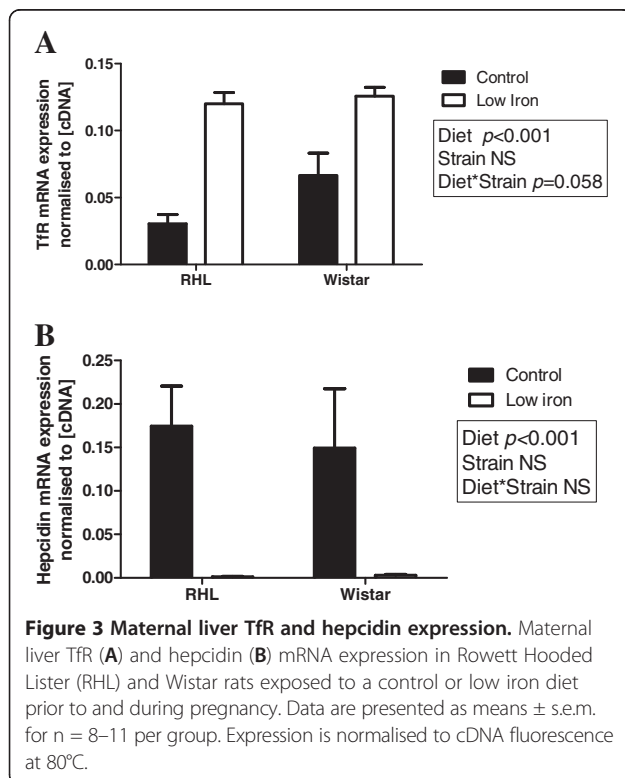 A
TfR mRNA expression
normalised to [cDNA]
0.15
0.10
0.05
0.00
RHL
Wistar
Control
Low Iron
Diet p<0.001
Strain NS
Diet*Strain p=0.058
B
Hepcidin mRNA expression
normalised to [cDNA]
0.25
0.20
0.15
0.10
0.05
0.00
RHL
Wistar
Control
Low iron
Diet p<0.001
Strain NS
Diet*Strain NS
Figure 3 Maternal liver TfR and hepcidin expression. Maternal
liver TfR (A) and hepcidin (B) mRNA expression in Rowett Hooded
Lister (RHL) and Wistar rats exposed to a control or low iron diet
prior to and during pregnancy. Data are presented as means ± s.e.m.
for n = 8–11 per group. Expression is normalised to cDNA fluorescence
at 80°C.